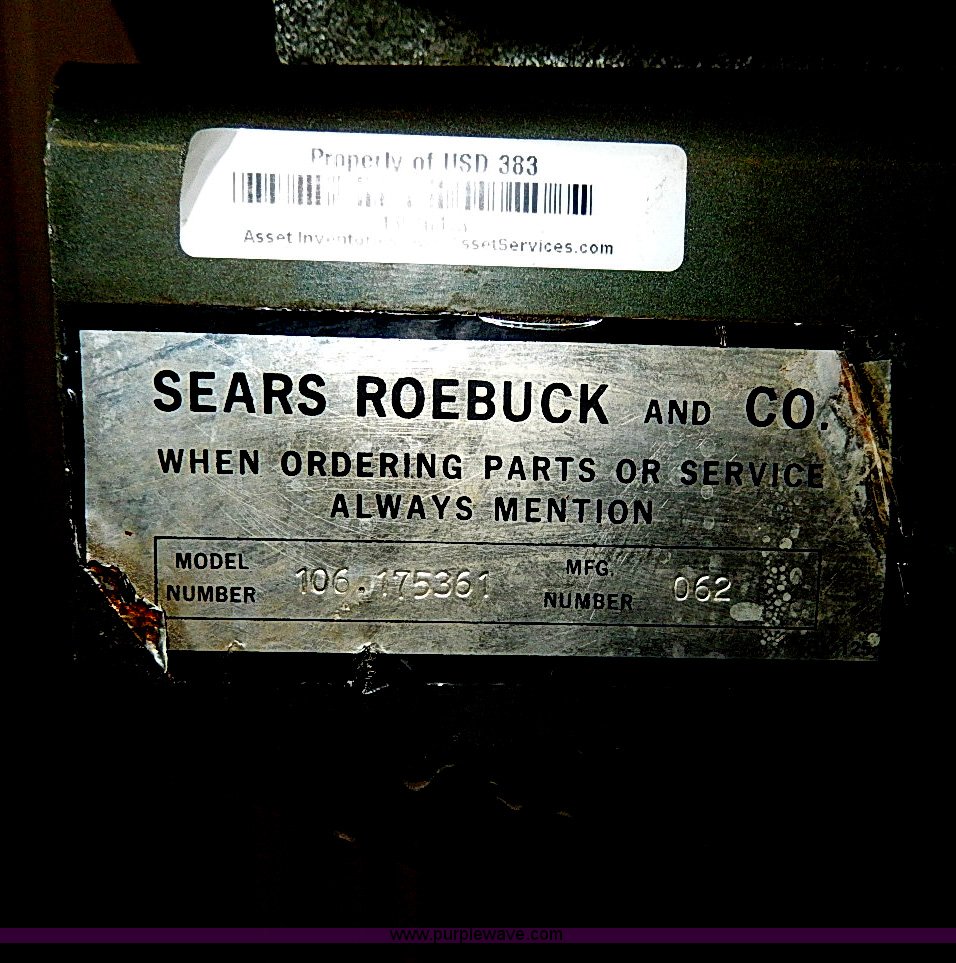 Property of USD 383
Asset
SEARS ROEBUCK AND CO.
WHEN ORDERING PARTS OR SERVICE
ALWAYS MENTION
MODEL NUMBER 106.175361 MFG. NUMBER 062
www.purplewave.com